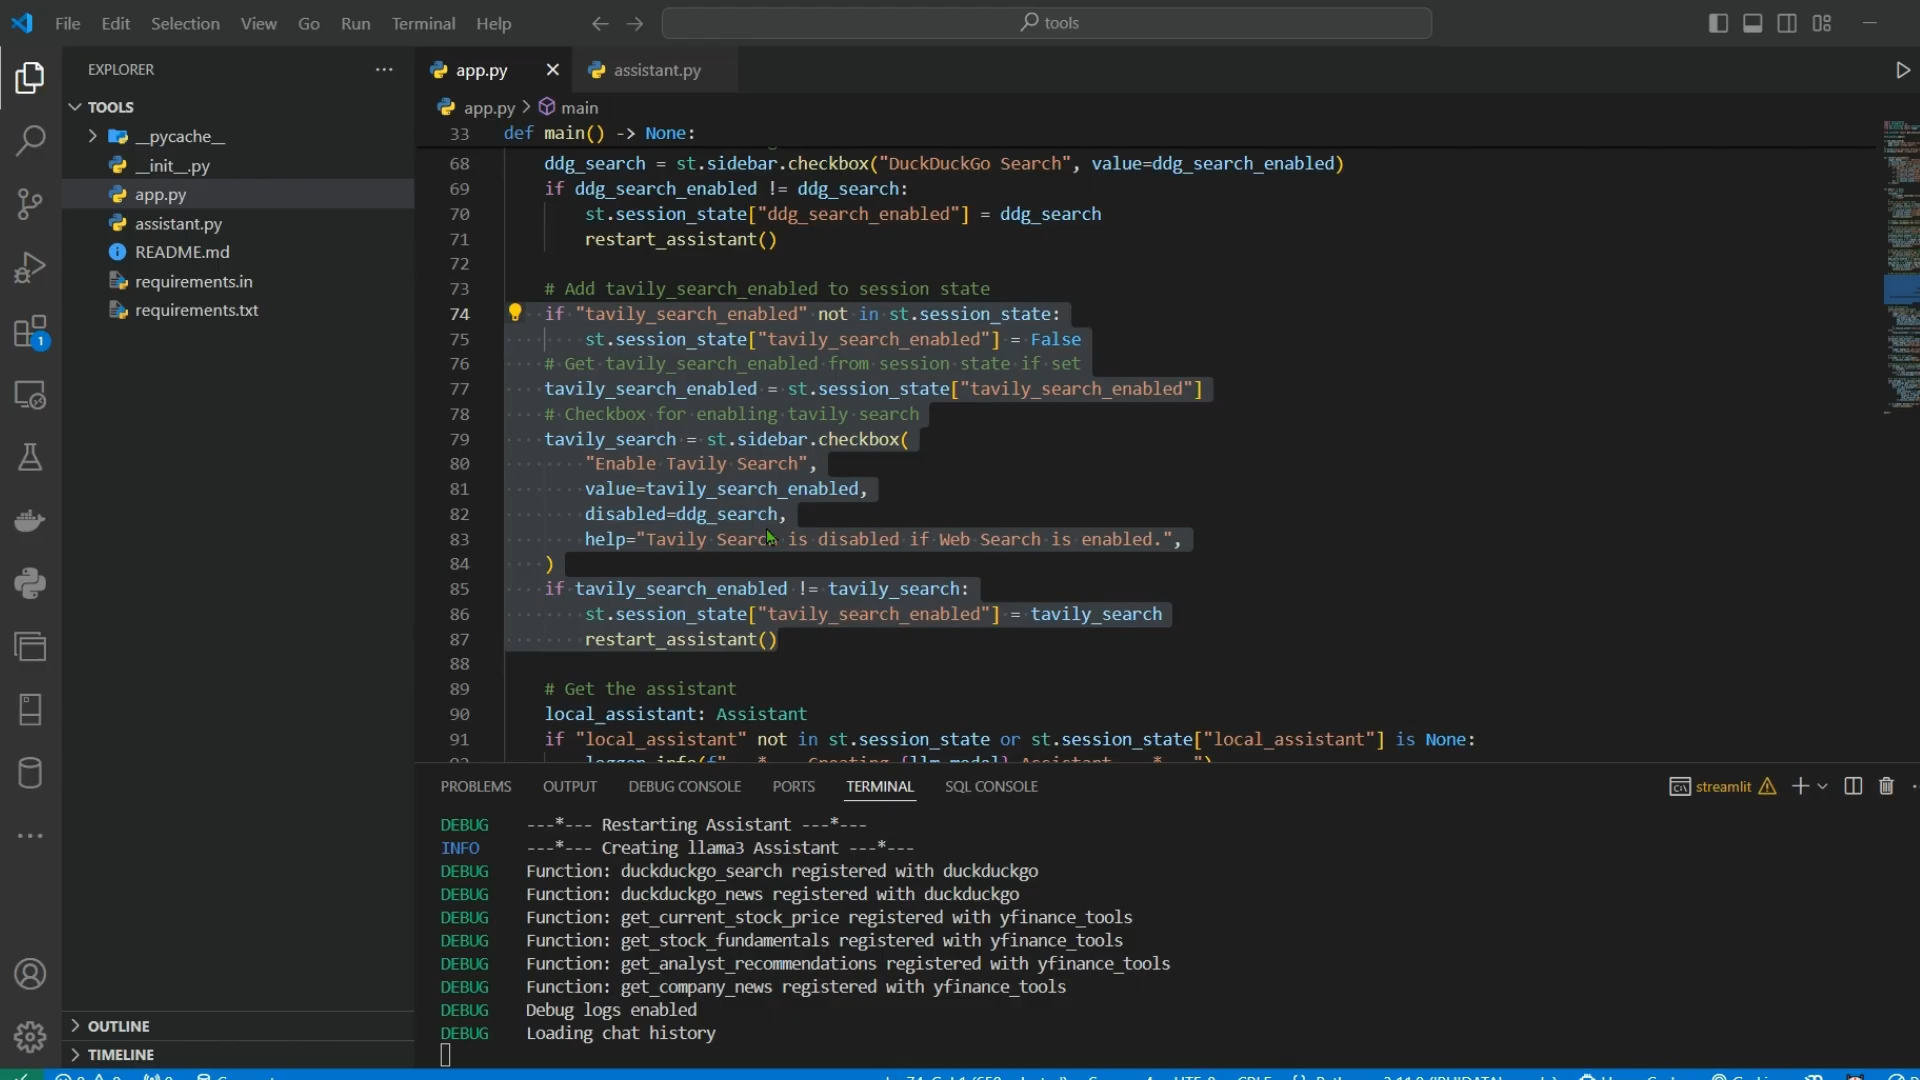 File Edit Selection View Go Run Terminal Help
tools
EXPLORER
TOOLS
__pycache__
__init__.py
app.py
assistant.py
README.md
requirements.in
requirements.txt
OUTLINE
TIMELINE
1
app.py
assistant.py
app.py > main
33 def main() -> None:
68 ddg_search = st.sidebar.checkbox("DuckDuckGo Search", value=ddg_search_enabled)
69 if ddg_search_enabled != ddg_search:
70 st.session_state["ddg_search_enabled"] = ddg_search
71 restart_assistant()
72
73 # Add tavily_search_enabled to session state
74 if "tavily_search_enabled" not in st.session_state:
75 st.session_state["tavily_search_enabled"] = False
76 # Get tavily_search_enabled from session state if set
77 tavily_search_enabled = st.session_state["tavily_search_enabled"]
78 # Checkbox for enabling tavily search
79 tavily_search = st.sidebar.checkbox(
80 "Enable Tavily Search",
81 value=tavily_search_enabled,
82 disabled=ddg_search,
83 help="Tavily Search is disabled if Web Search is enabled.",
84 )
85 if tavily_search_enabled != tavily_search:
86 st.session_state["tavily_search_enabled"] = tavily_search
87 restart_assistant()
88
89 # Get the assistant
90 local_assistant: Assistant
91 if "local_assistant" not in st.session_state or st.session_state["local_assistant"] is None:
PROBLEMS OUTPUT DEBUG CONSOLE PORTS TERMINAL SQL CONSOLE
streamlit
DEBUG ---*--- Restarting Assistant ---*---
INFO ---*--- Creating llama3 Assistant ---*---
DEBUG Function: duckduckgo_search registered with duckduckgo
DEBUG Function: duckduckgo_news registered with duckduckgo
DEBUG Function: get_current_stock_price registered with yfinance_tools
DEBUG Function: get_stock_fundamentals registered with yfinance_tools
DEBUG Function: get_analyst_recommendations registered with yfinance_tools
DEBUG Function: get_company_news registered with yfinance_tools
DEBUG Debug logs enabled
DEBUG Loading chat history